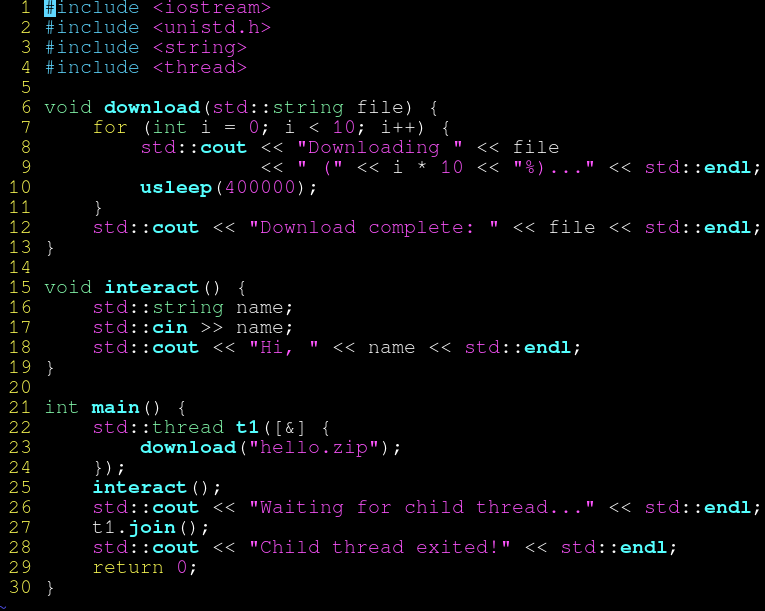 1 #include <iostream>
2 #include <unistd.h>
3 #include <string>
4 #include <thread>
5
6 void download(std::string file) {
7     for (int i = 0; i < 10; i++) {
8         std::cout << "Downloading " << file
9                   << " (" << i * 10 << "%)..." << std::endl;
10         usleep(400000);
11     }
12     std::cout << "Download complete: " << file << std::endl;
13 }
14
15 void interact() {
16     std::string name;
17     std::cin >> name;
18     std::cout << "Hi, " << name << std::endl;
19 }
20
21 int main() {
22     std::thread t1([&] {
23         download("hello.zip");
24     });
25     interact();
26     std::cout << "Waiting for child thread..." << std::endl;
27     t1.join();
28     std::cout << "Child thread exited!" << std::endl;
29     return 0;
30 }
~